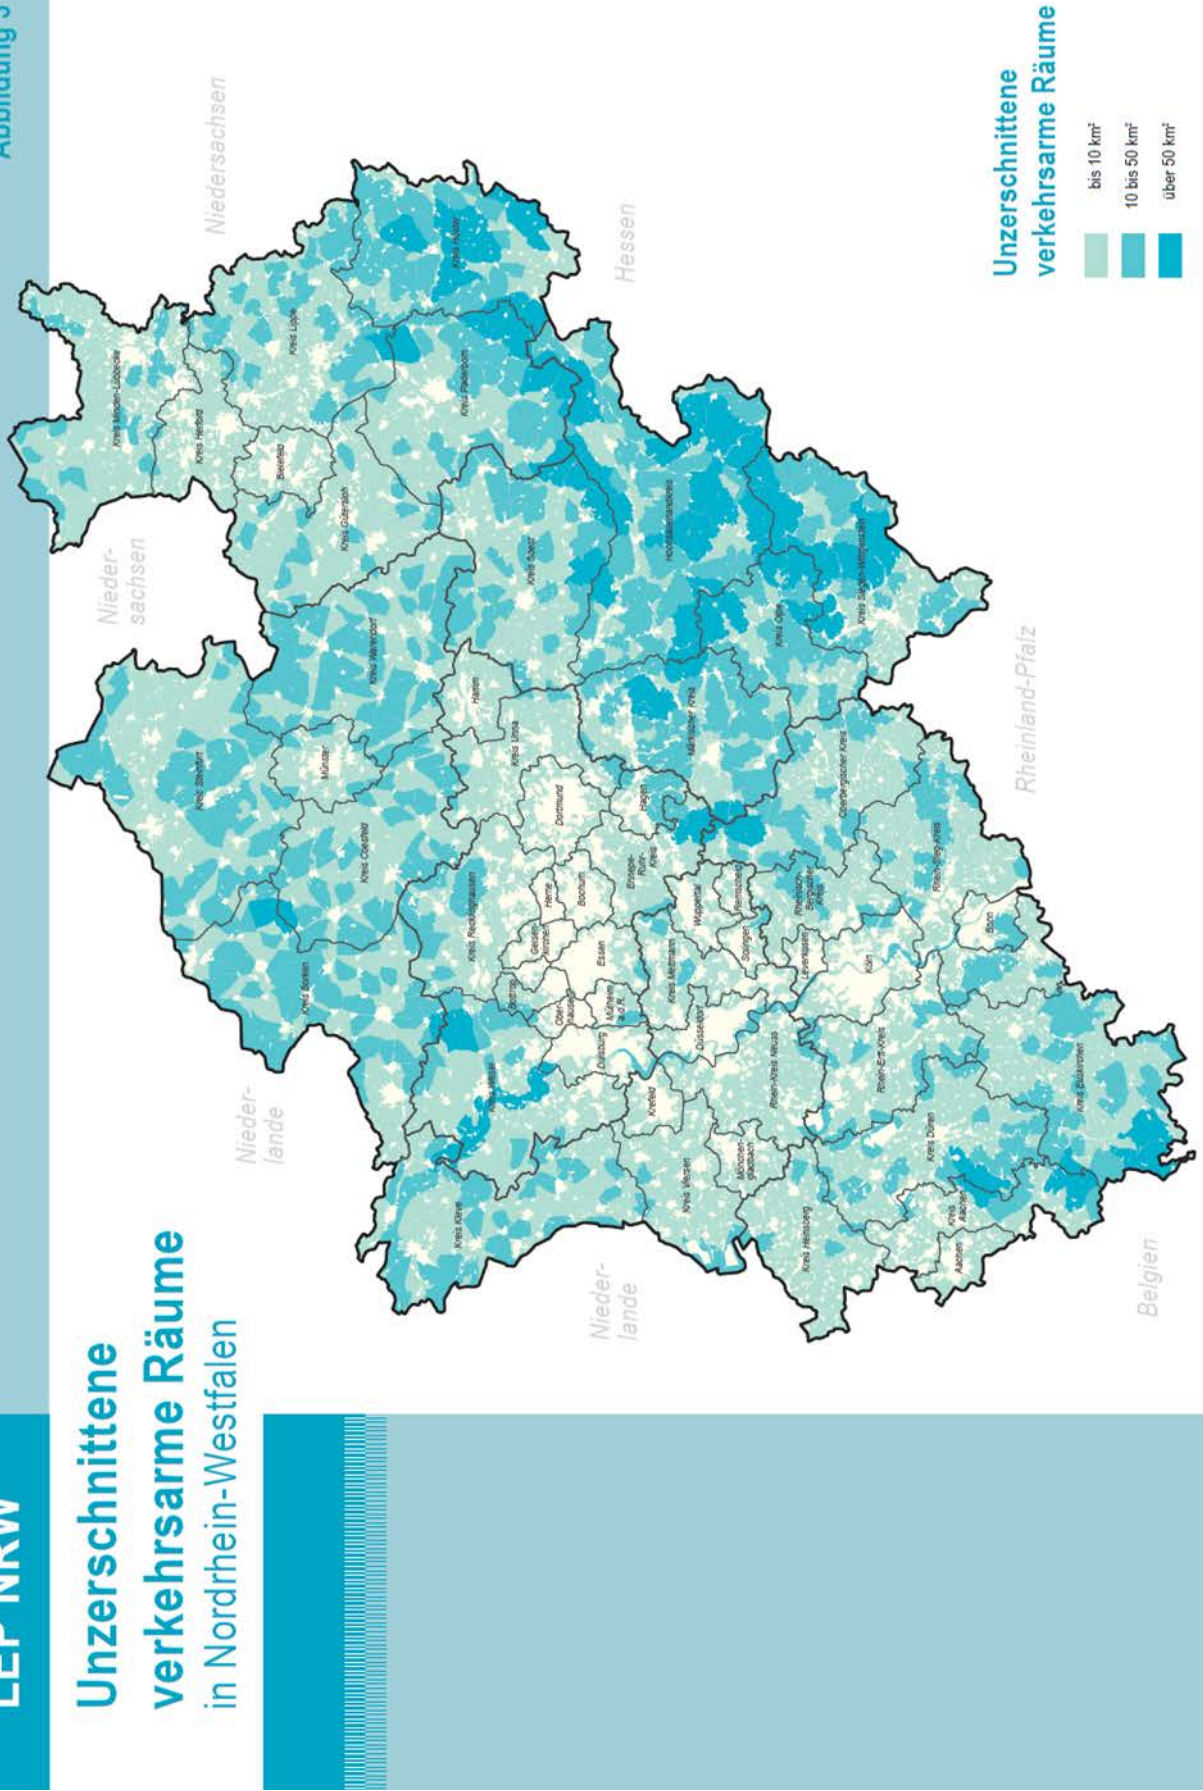 LEP NRW
Abbildung 3
Unzerschnittene
verkehrsarme Räume
in Nordrhein-Westfalen
Nieder-
sachsen
Niedersachsen
Nieder-
lande
Hessen
Nieder-
lande
Rheinland-Pfalz
Belgien
Kreis Minden-Lübbecke
Kreis Herford
Kreis Lippe
Bielefeld
Kreis Gütersloh
Kreis Steinfurt
Münster
Kreis Warendorf
Kreis Borken
Kreis Coesfeld
Kreis Höxter
Kreis Paderborn
Kreis Kleve
Kreis Wesel
Kreis Recklinghausen
Hamm
Kreis Unna
Kreis Soest
Bottrop
Gelsen-
kirchen
Herne
Dortmund
Ober-
hausen
Bochum
Essen
Mülheim
a.d.R.
Duisburg
Ennepe-
Ruhr-
Kreis
Hagen
Krefeld
Kreis Mettmann
Hochsauerlandkreis
Kreis Viersen
Düsseldorf
Wuppertal
Märkischer Kreis
Mönchen-
gladbach
Solingen
Remscheid
Rhein-Kreis Neuss
Kreis Olpe
Kreis Heinsberg
Leverkusen
Rheinisch-
Bergischer
Kreis
Oberbergischer Kreis
Kreis Siegen-Wittgenstein
Köln
Rhein-Erft-Kreis
Kreis Düren
Rhein-Sieg-Kreis
Aachen
Kreis
Aachen
Bonn
Kreis Euskirchen
Unzerschnittene
verkehrsarme Räume
bis 10 km²
10 bis 50 km²
über 50 km²